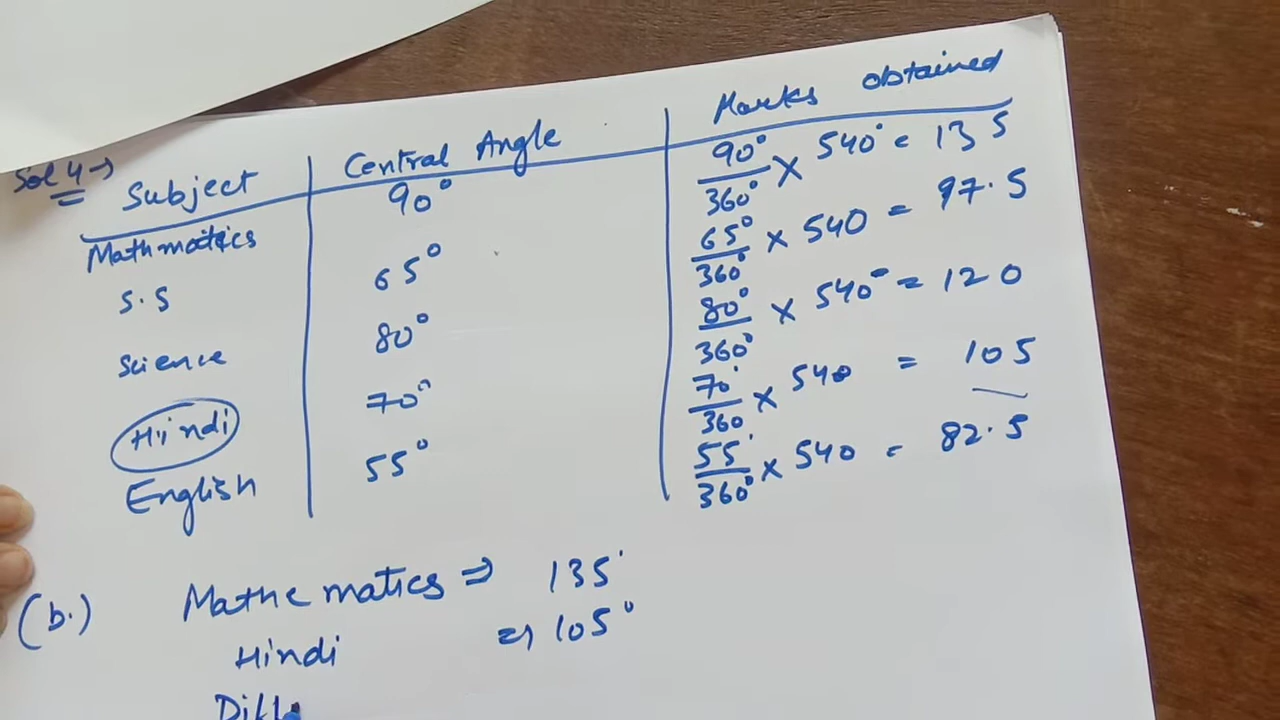 Sol 4→
Subject Central Angle Marks obtained
Mathmatics 90° 90°/360° × 540° = 135
S.S 65° 65°/360° × 540 = 97.5
Science 80° 80°/360° × 540° = 120
Hindi 70° 70°/360 × 540 = 105
English 55° 55°/360° × 540 = 82.5
(b.) Mathematics ⇒ 135°
Hindi ⇒ 105°